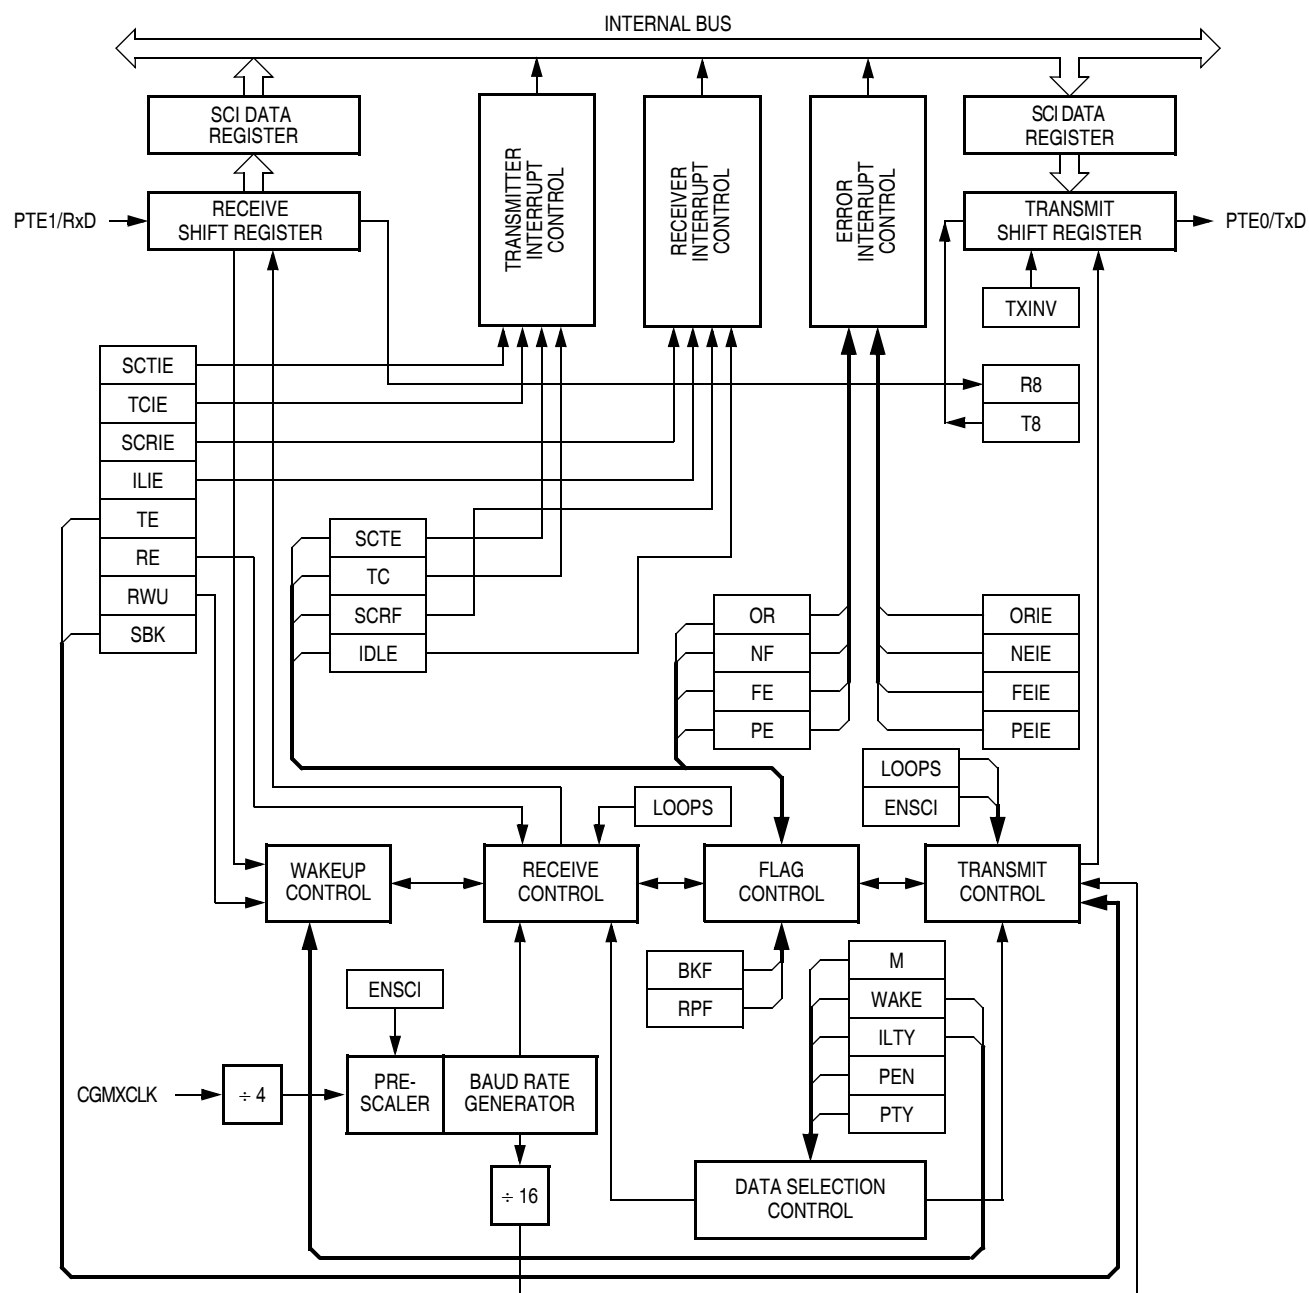 INTERNAL BUS
SCI DATA
REGISTER
TRANSMITTER
INTERRUPT
CONTROL
RECEIVER
INTERRUPT
CONTROL
ERROR
INTERRUPT
CONTROL
SCI DATA
REGISTER
PTE1/RxD
RECEIVE
SHIFT REGISTER
TRANSMIT
SHIFT REGISTER
PTE0/TxD
TXINV
SCTIE
TCIE
SCRIE
ILIE
TE
RE
RWU
SBK
R8
T8
SCTE
TC
SCRF
IDLE
OR
NF
FE
PE
ORIE
NEIE
FEIE
PEIE
LOOPS
ENSCI
LOOPS
WAKEUP
CONTROL
RECEIVE
CONTROL
FLAG
CONTROL
TRANSMIT
CONTROL
BKF
RPF
M
WAKE
ILTY
PEN
PTY
ENSCI
CGMXCLK
÷ 4
PRE-
SCALER
BAUD RATE
GENERATOR
÷ 16
DATA SELECTION
CONTROL